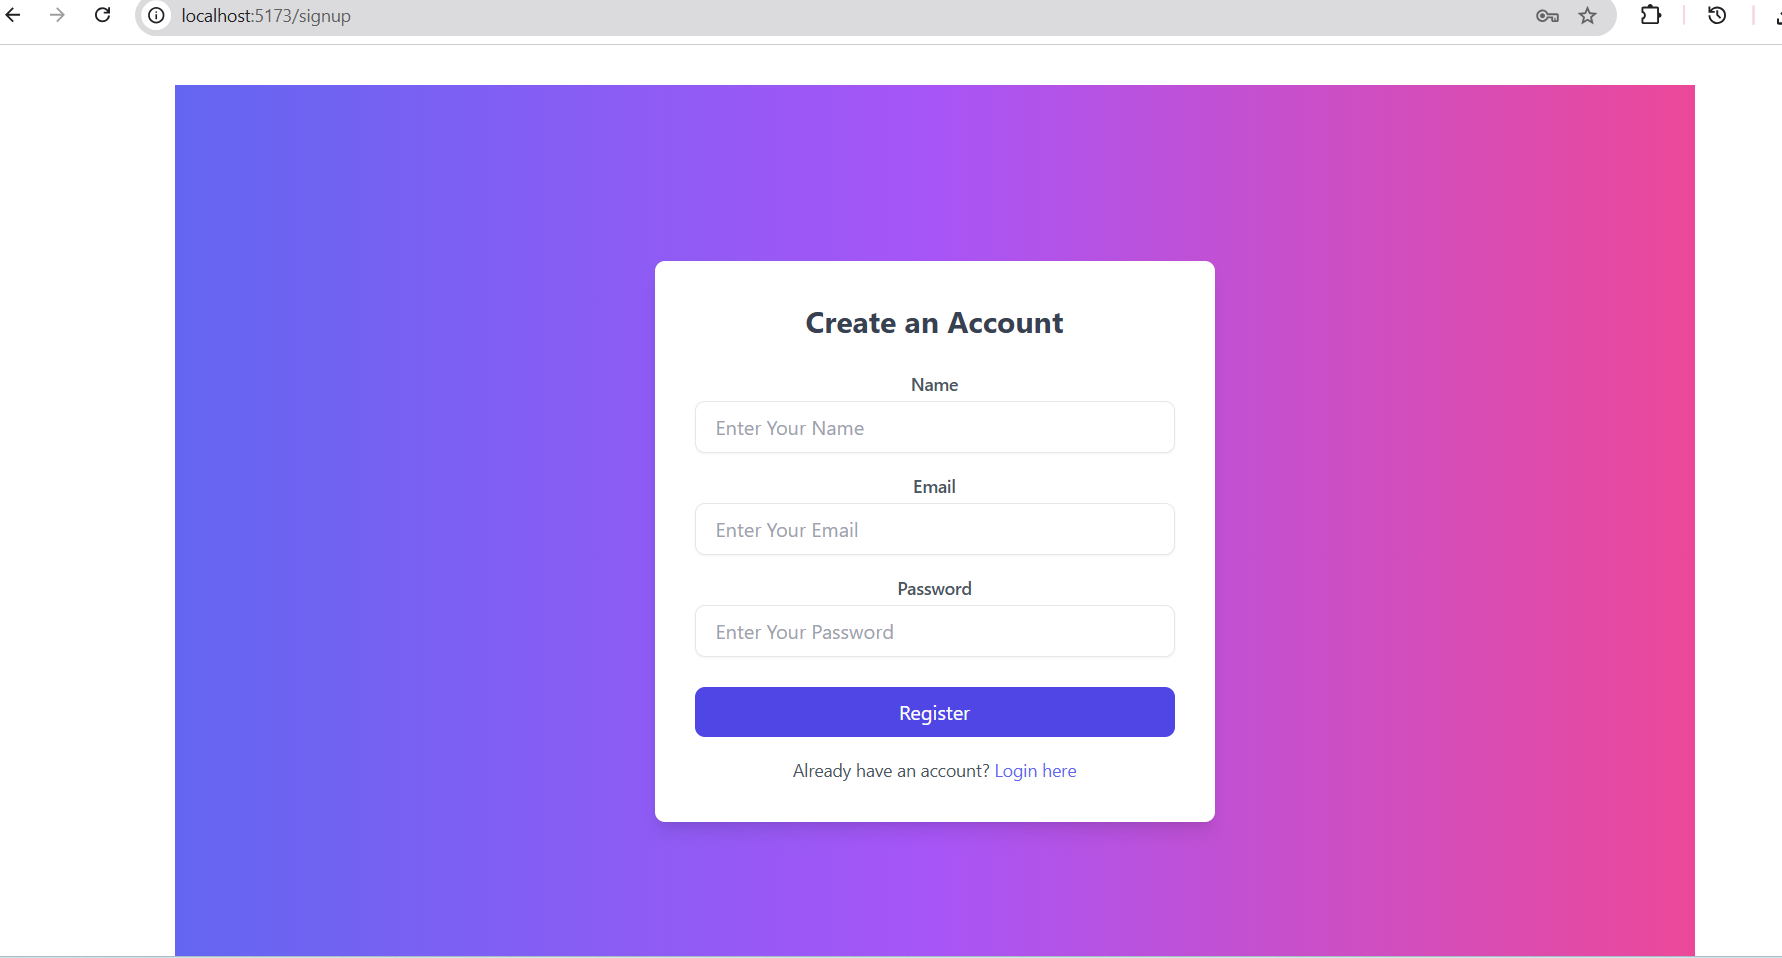 localhost:5173/signup
Create an Account
Name
Enter Your Name
Email
Enter Your Email
Password
Enter Your Password
Register
Already have an account? Login here